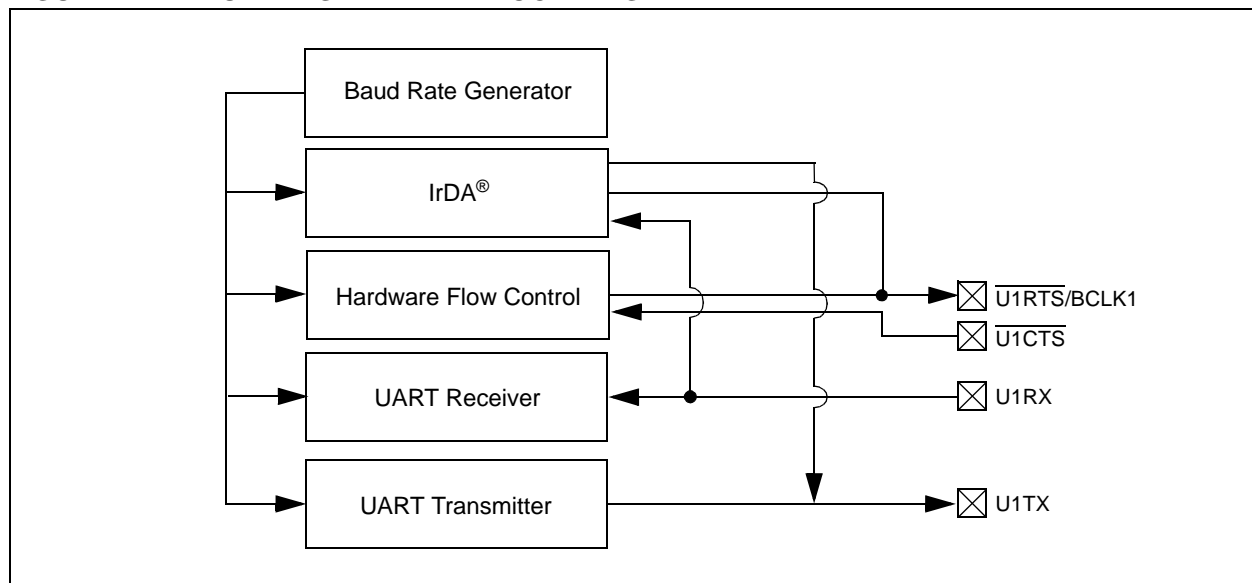 Baud Rate Generator
IrDA®
Hardware Flow Control
U1RTS/BCLK1
U1CTS
UART Receiver
U1RX
UART Transmitter
U1TX